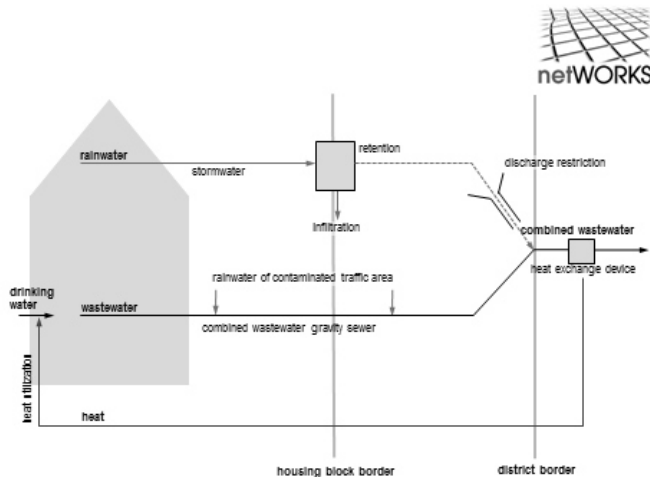 netWORKS
rainwater
stormwater
retention
discharge restriction
infiltration
combined wastewater
heat exchange device
rainwater of contaminated traffic area
drinking
water
wastewater
combined wastewater gravity sewer
heat utilization
heat
housing block border
district border